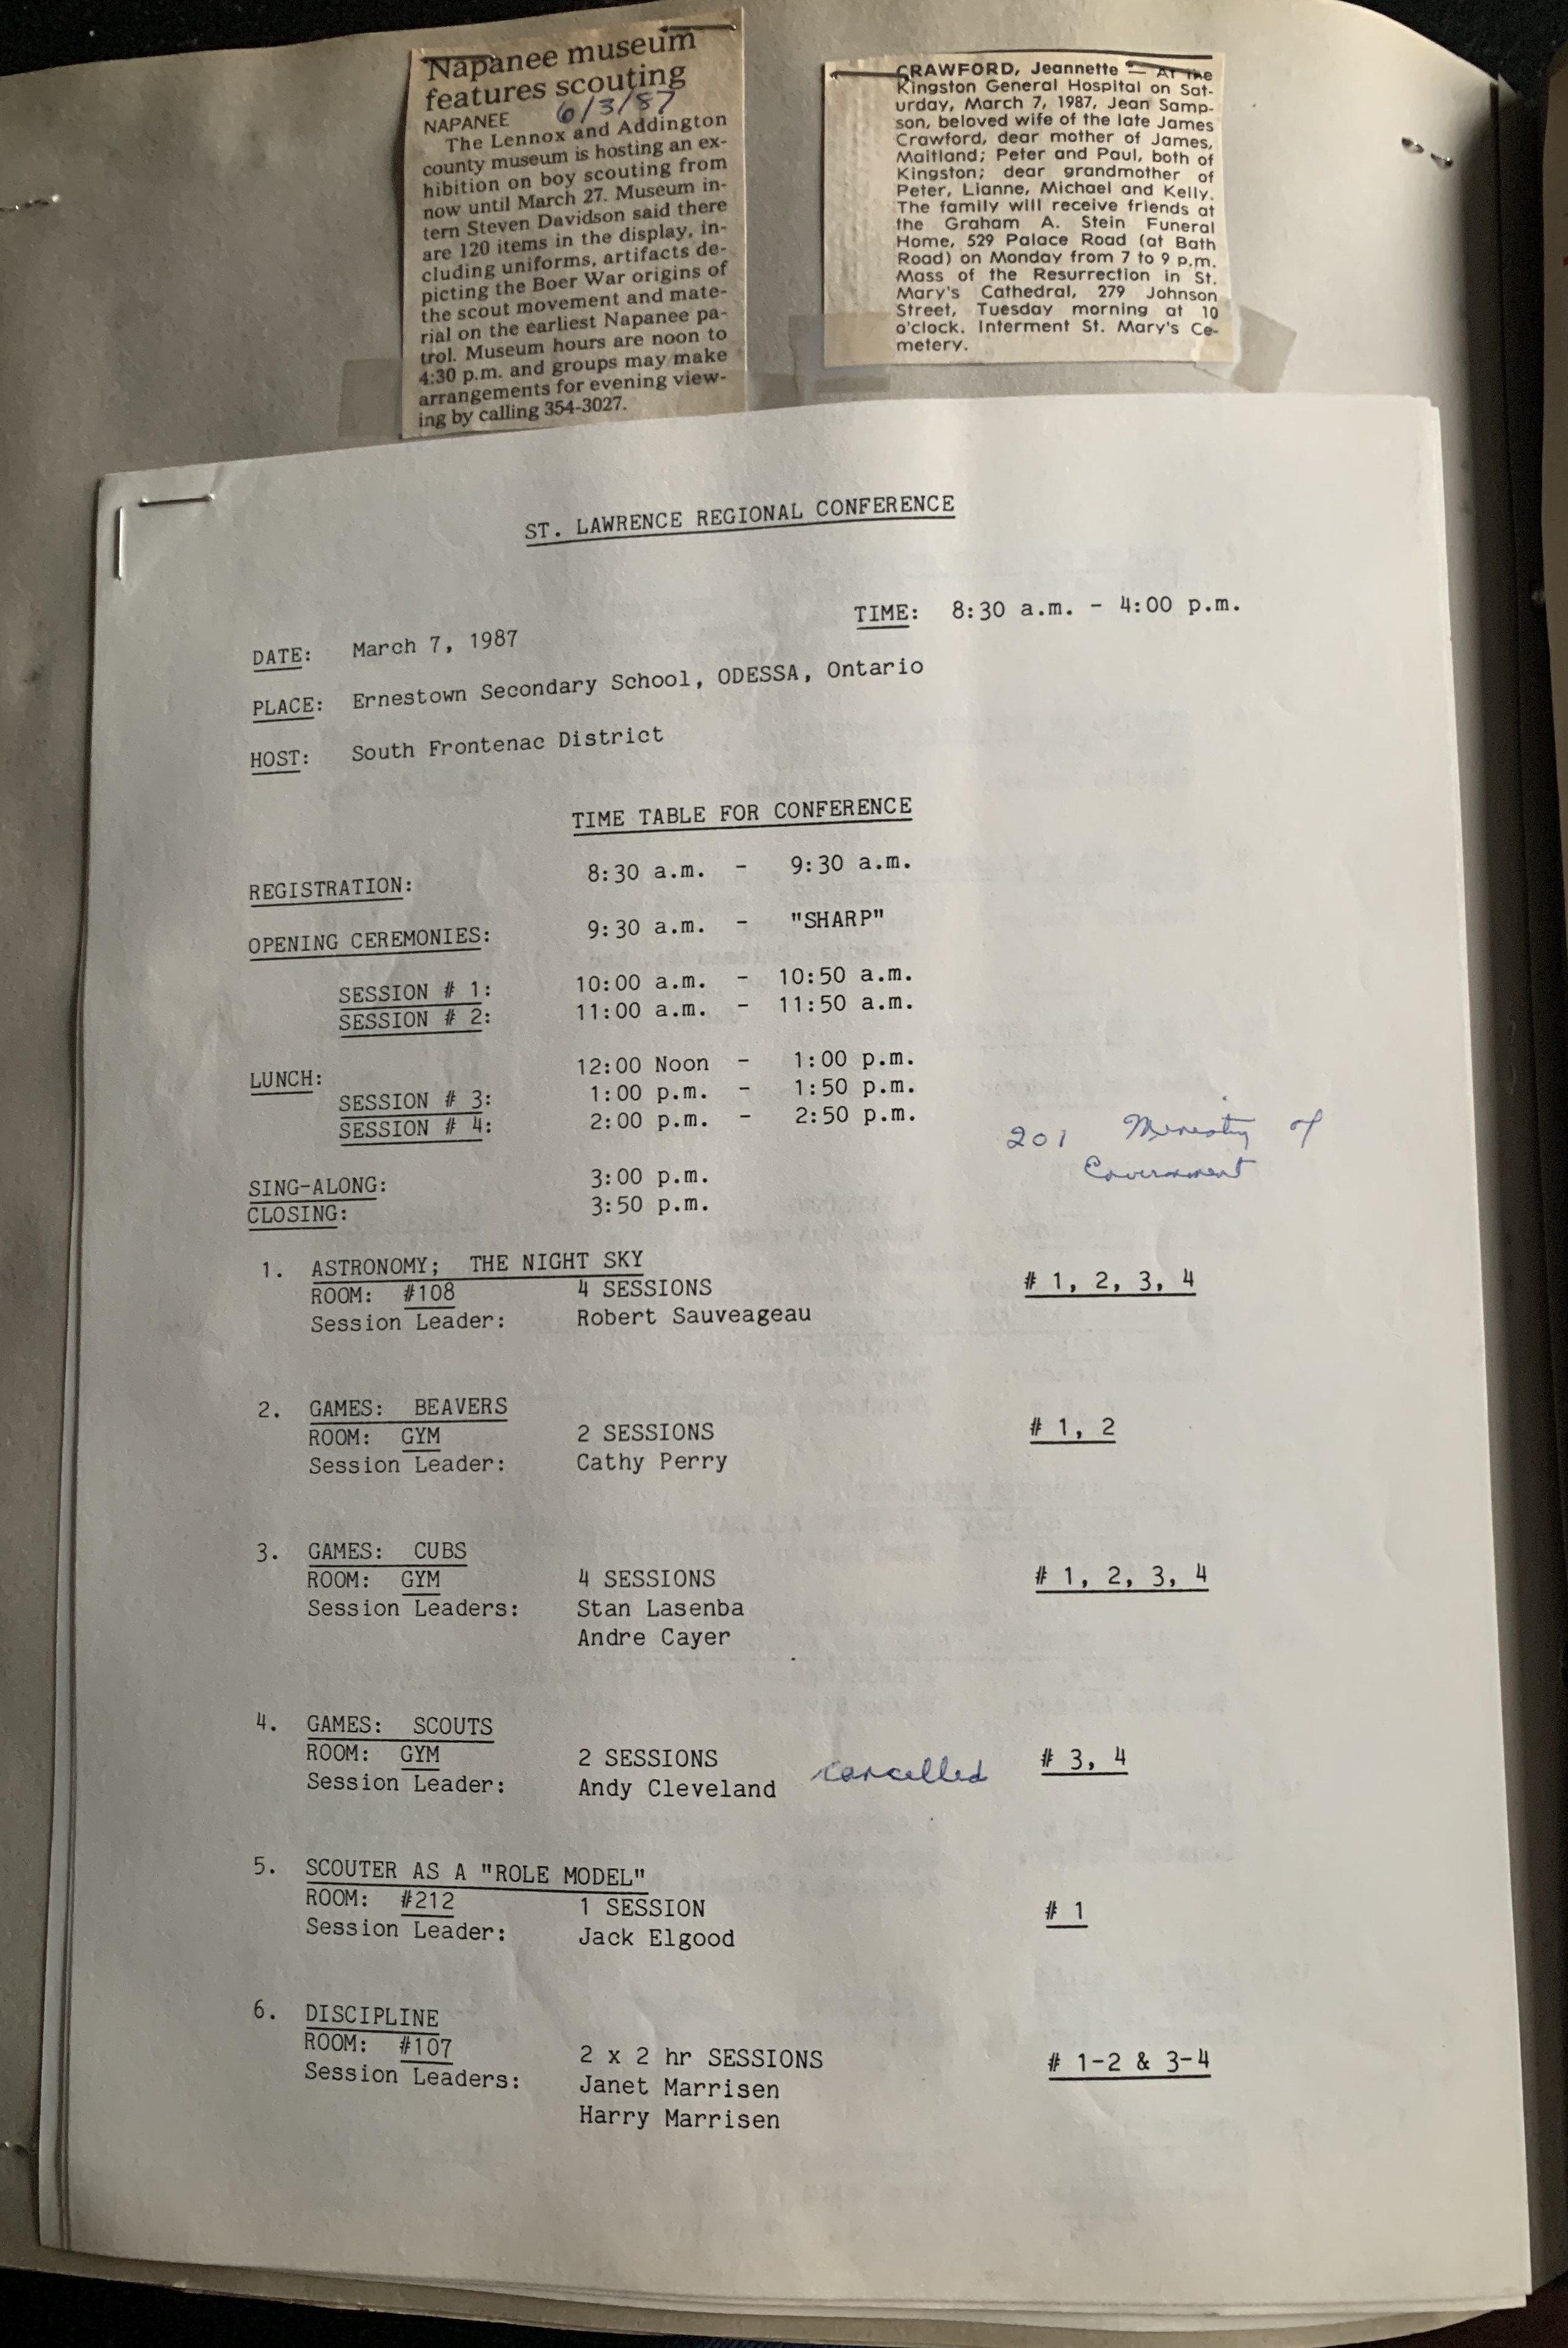 Napanee museum
features scouting
6/3/87
NAPANEE
The Lennox and Addington
county museum is hosting an ex-
hibition on boy scouting from
now until March 27. Museum in-
tern Steven Davidson said there
are 120 items in the display, in-
cluding uniforms, artifacts de-
picting the Boer War origins of
the scout movement and mate-
rial on the earliest Napanee pa-
trol. Museum hours are noon to
4:30 p.m. and groups may make
arrangements for evening view-
ing by calling 354-3027.
CRAWFORD, Jeannette — At the
Kingston General Hospital on Sat-
urday, March 7, 1987, Jean Samp-
son, beloved wife of the late James
Crawford, dear mother of James,
Maitland; Peter and Paul, both of
Kingston; dear grandmother of
Peter, Lianne, Michael and Kelly.
The family will receive friends at
the Graham A. Stein Funeral
Home, 529 Palace Road (at Bath
Road) on Monday from 7 to 9 p.m.
Mass of the Resurrection in St.
Mary's Cathedral, 279 Johnson
Street, Tuesday morning at 10
o'clock. Interment St. Mary's Ce-
metery.
ST. LAWRENCE REGIONAL CONFERENCE
TIME: 8:30 a.m. - 4:00 p.m.
DATE: March 7, 1987
PLACE: Ernestown Secondary School, ODESSA, Ontario
HOST: South Frontenac District
TIME TABLE FOR CONFERENCE
REGISTRATION: 8:30 a.m. - 9:30 a.m.
OPENING CEREMONIES: 9:30 a.m. - "SHARP"
SESSION # 1: 10:00 a.m. - 10:50 a.m.
SESSION # 2: 11:00 a.m. - 11:50 a.m.
LUNCH: 12:00 Noon - 1:00 p.m.
SESSION # 3: 1:00 p.m. - 1:50 p.m.
SESSION # 4: 2:00 p.m. - 2:50 p.m.
201 Ministry of
Government
SING-ALONG: 3:00 p.m.
CLOSING: 3:50 p.m.
1. ASTRONOMY; THE NIGHT SKY
ROOM: #108 4 SESSIONS # 1, 2, 3, 4
Session Leader: Robert Sauveageau
2. GAMES: BEAVERS
ROOM: GYM 2 SESSIONS # 1, 2
Session Leader: Cathy Perry
3. GAMES: CUBS
ROOM: GYM 4 SESSIONS # 1, 2, 3, 4
Session Leaders: Stan Lasenba
Andre Cayer
4. GAMES: SCOUTS
ROOM: GYM 2 SESSIONS # 3, 4
Session Leader: Andy Cleveland cancelled
5. SCOUTER AS A "ROLE MODEL"
ROOM: #212 1 SESSION # 1
Session Leader: Jack Elgood
6. DISCIPLINE
ROOM: #107 2 x 2 hr SESSIONS # 1-2 & 3-4
Session Leaders: Janet Marrisen
Harry Marrisen